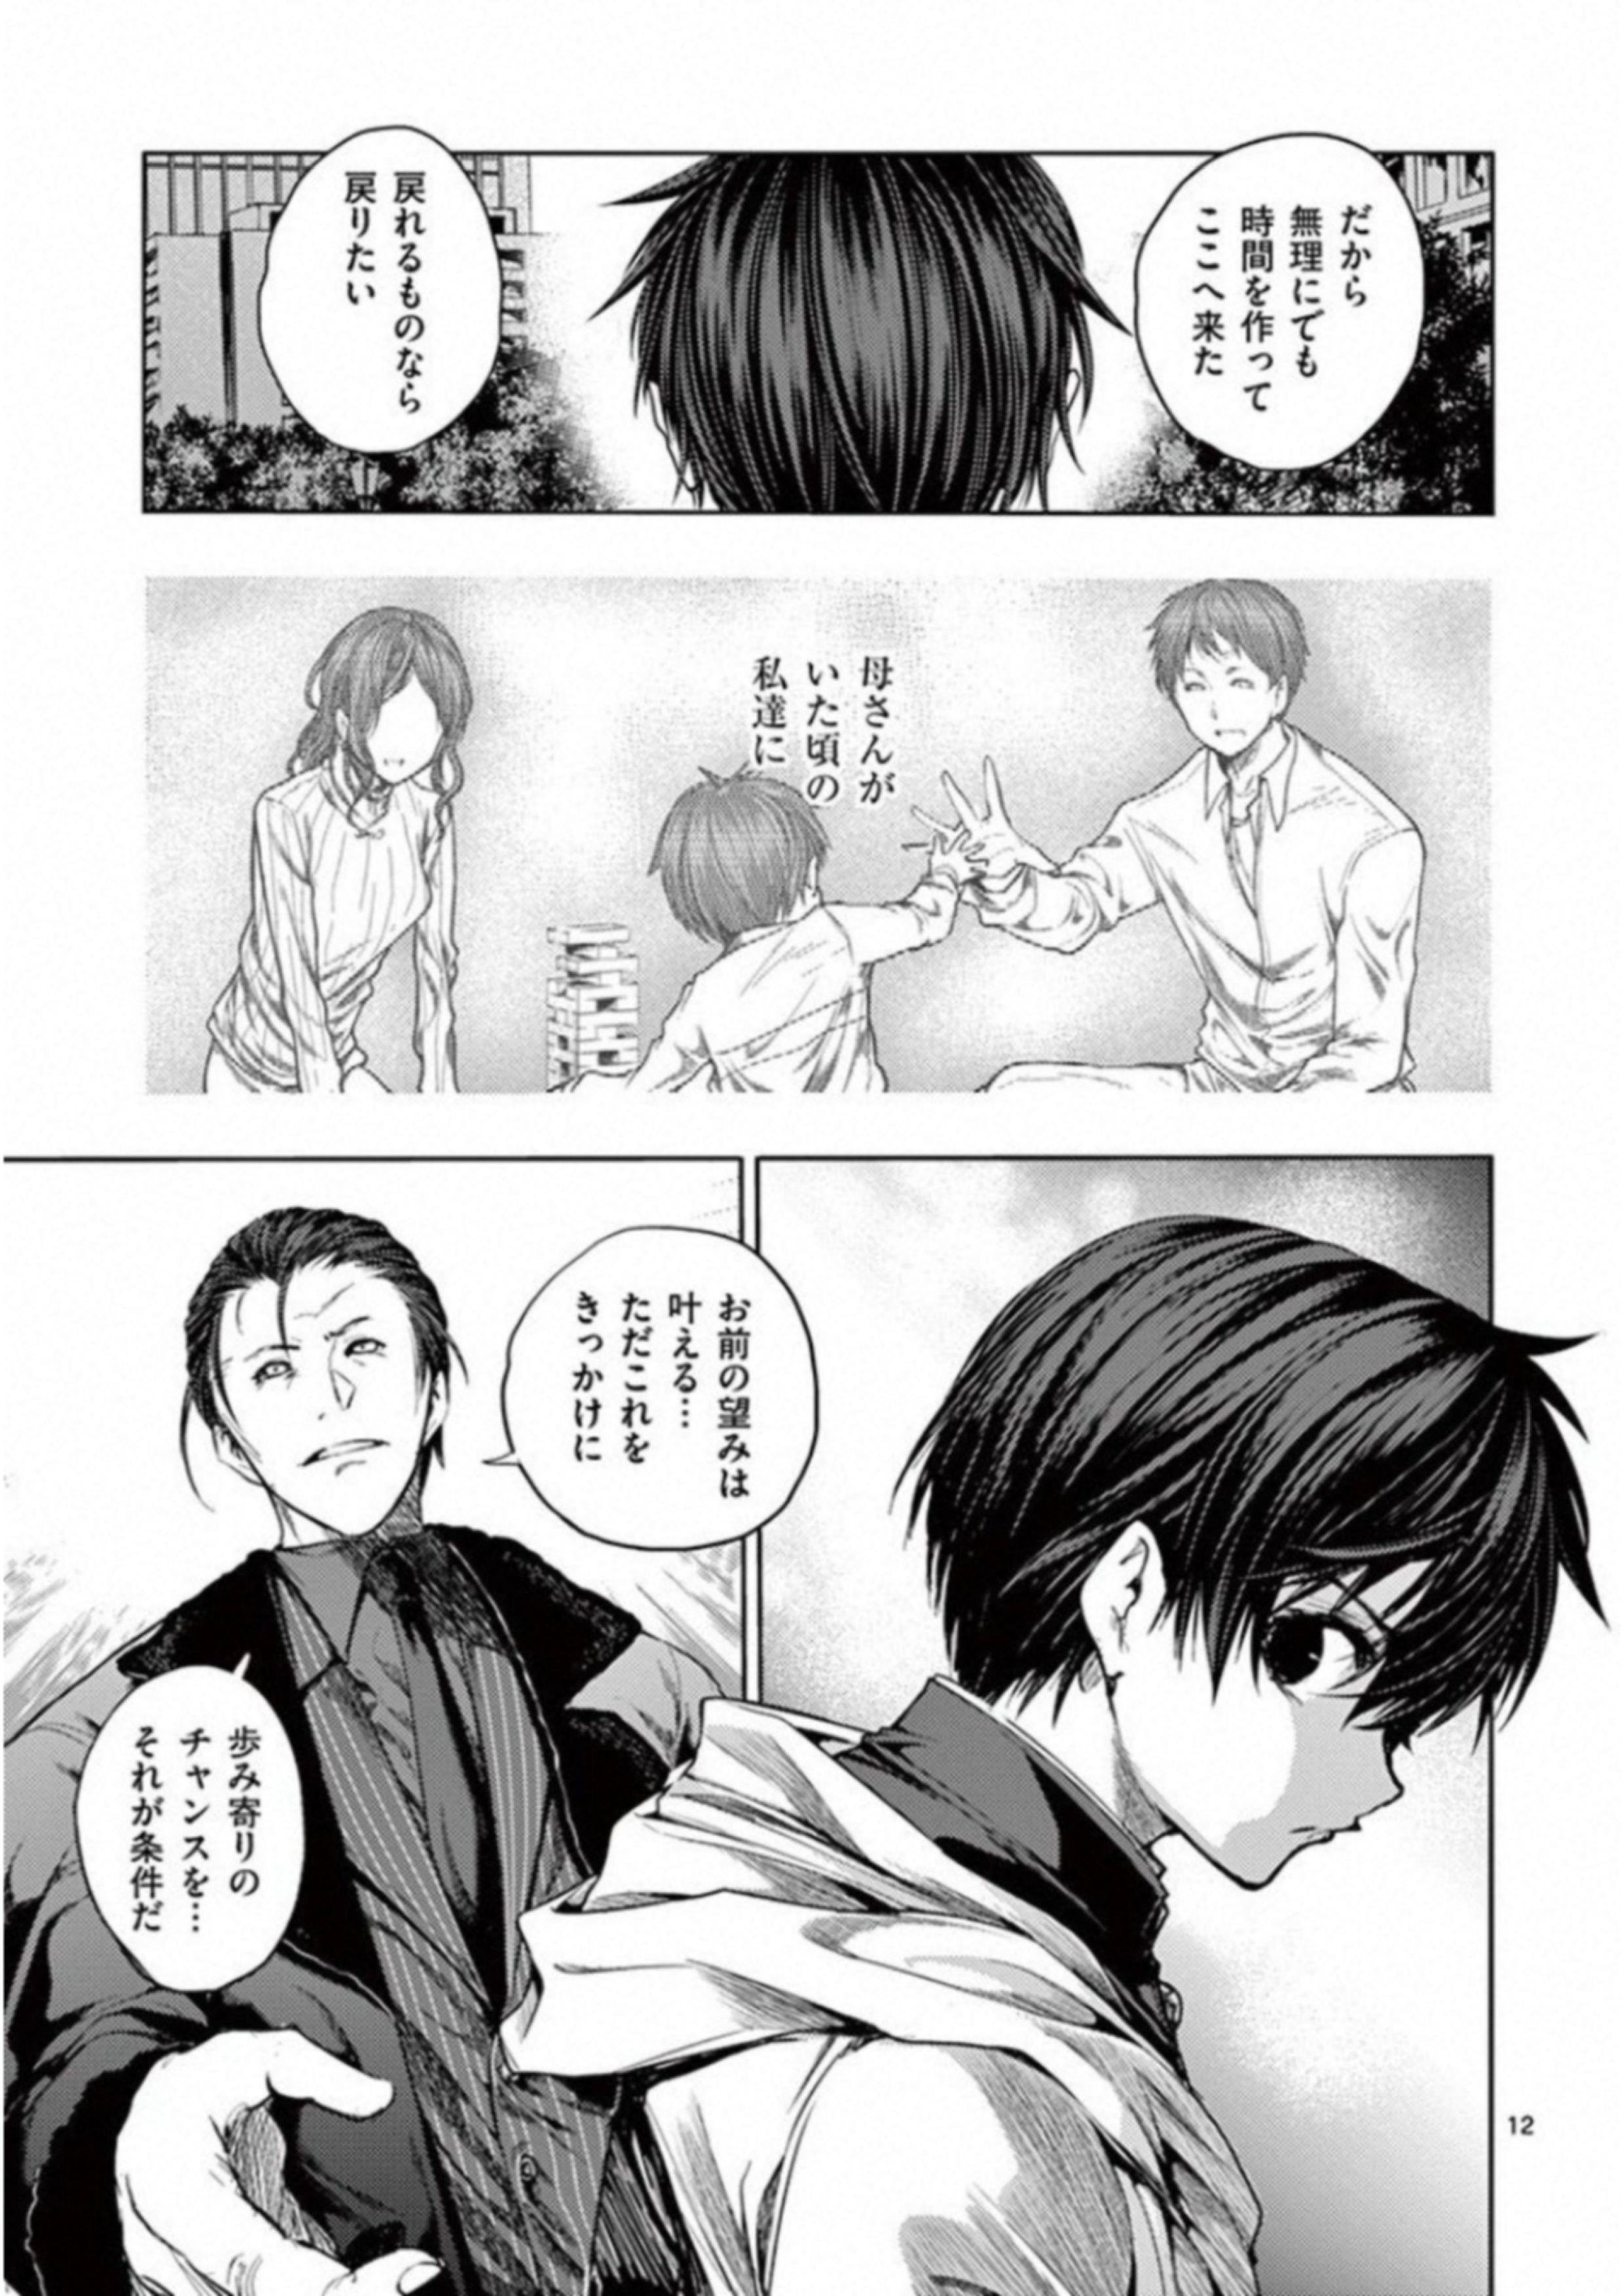 だから
無理にでも
時間を作って
ここへ来た
戻れるものなら
戻りたい
母さんが
いた頃の
私達に
お前の望みは
叶える…
ただこれを
きっかけに
歩み寄りの
チャンスを…
それが条件だ
12